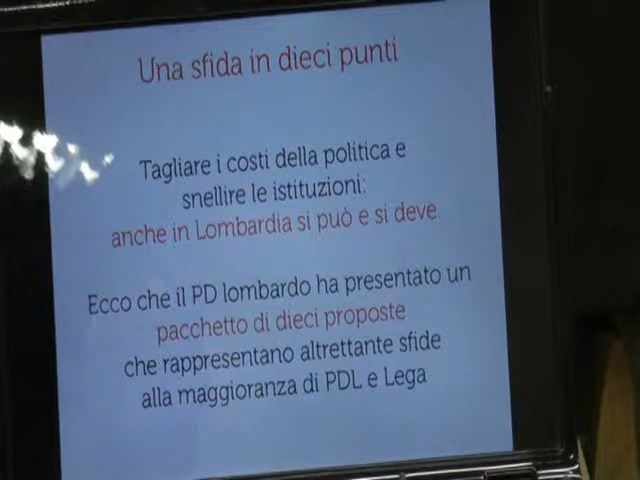 Una sfida in dieci punti
Tagliare i costi della politica e
snellire le istituzioni:
anche in Lombardia si può e si deve
Ecco che il PD lombardo ha presentato un
pacchetto di dieci proposte
che rappresentano altrettante sfide
alla maggioranza di PDL e Lega